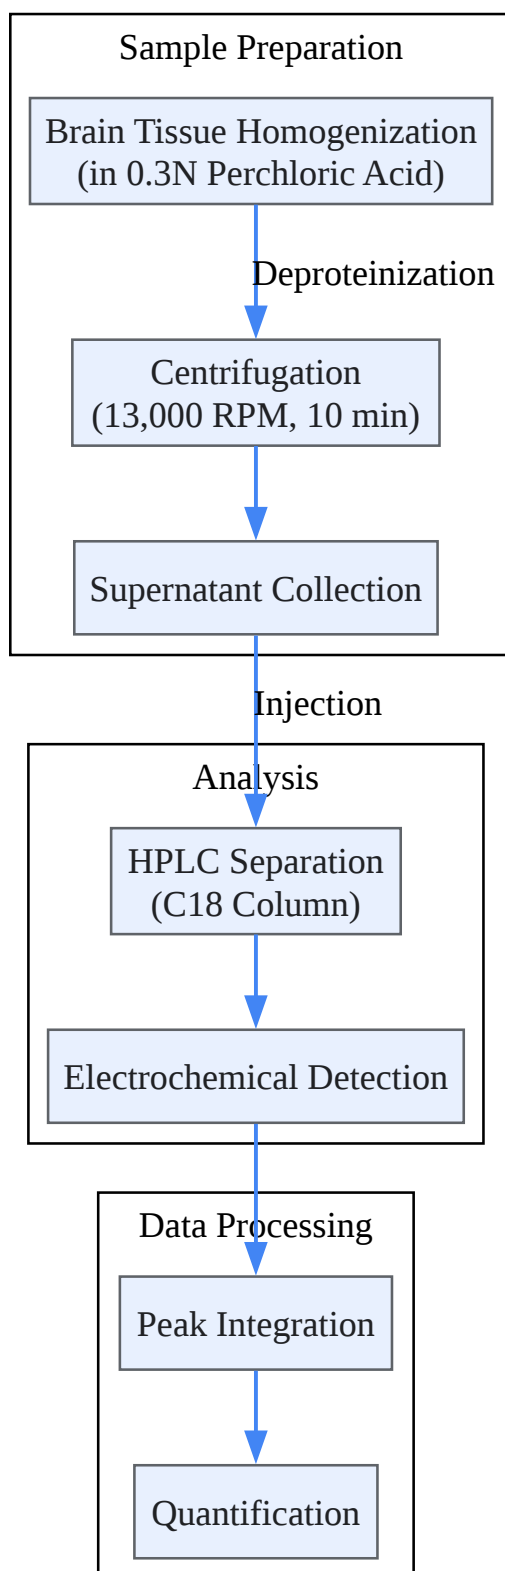 Sample Preparation
Brain Tissue Homogenization
(in 0.3N Perchloric Acid)
Deproteinization
Centrifugation
(13,000 RPM, 10 min)
Supernatant Collection
Injection
Analysis
HPLC Separation
(C18 Column)
Electrochemical Detection
Data Processing
Peak Integration
Quantification